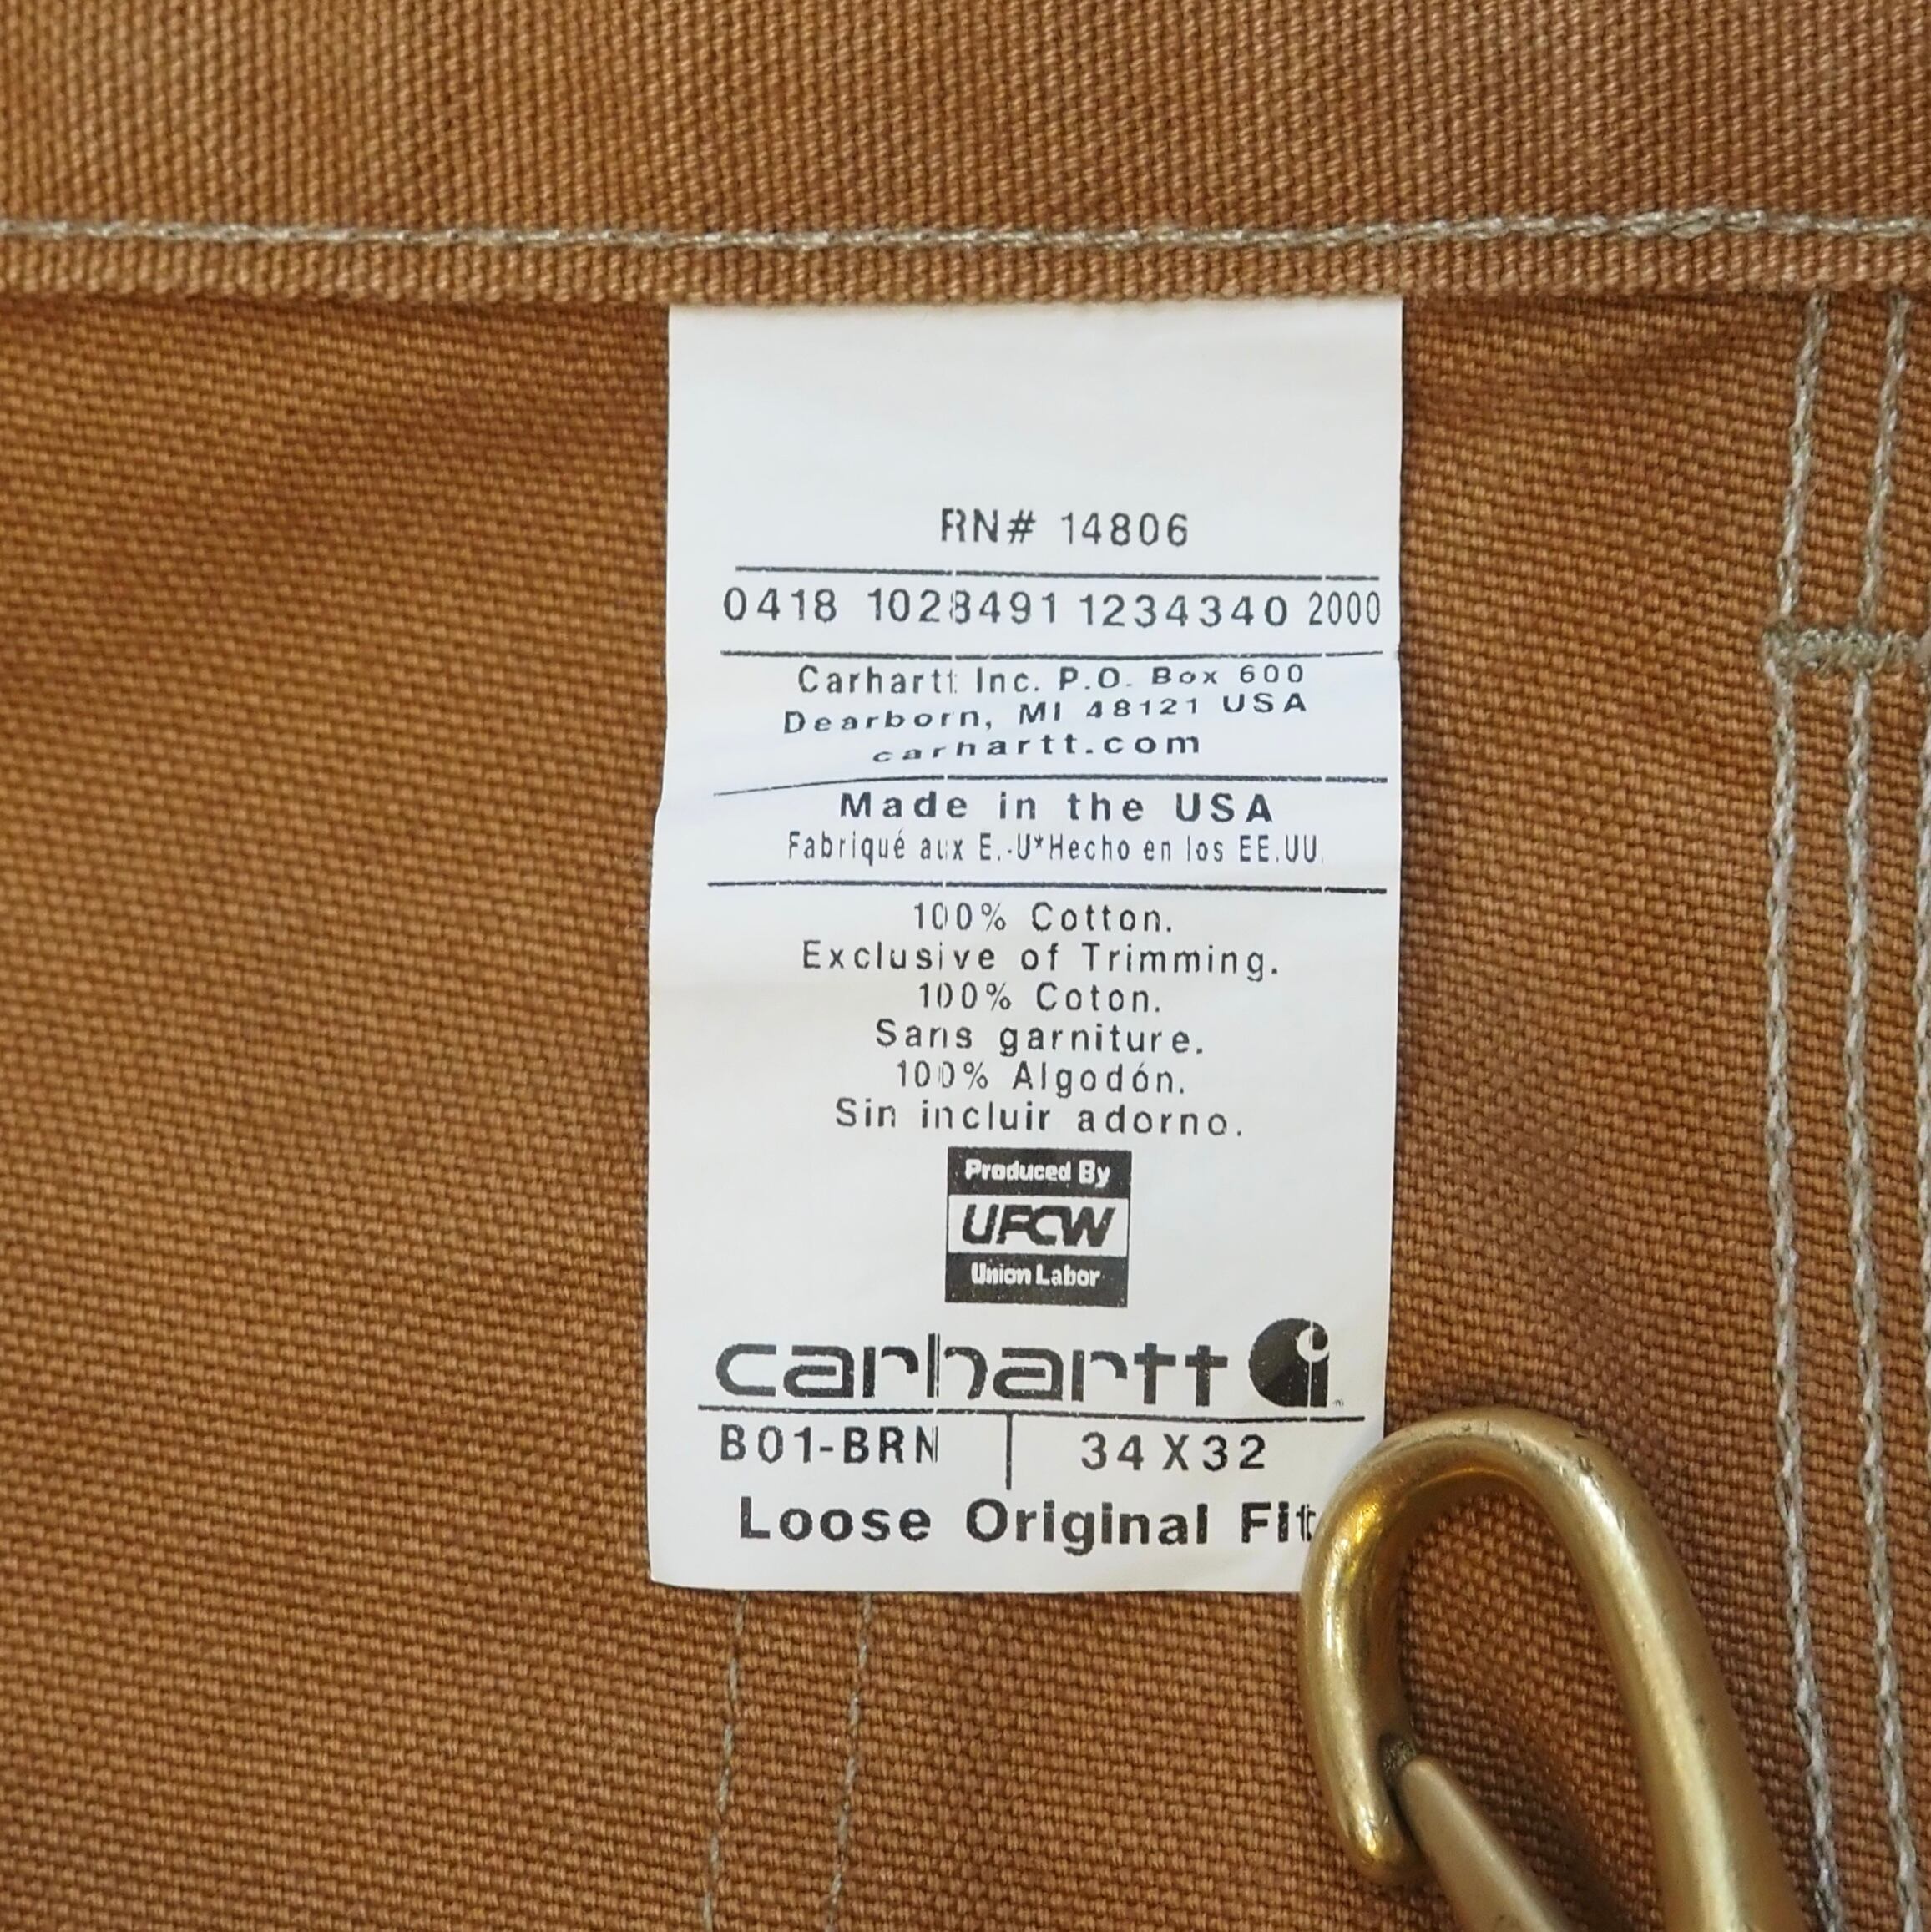 RN# 14806
0418 1028491 1234340 2000
Carhartt Inc. P.O. Box 600
Dearborn, MI 48121 USA
carhartt.com
Made in the USA
Fabriqué aux E.-U*Hecho en los EE.UU.
100% Cotton.
Exclusive of Trimming.
100% Coton.
Sans garniture.
100% Algodón.
Sin incluir adorno.
Produced By
UFCW
Union Labor
carhartt
B01-BRN | 34X32
Loose Original Fit